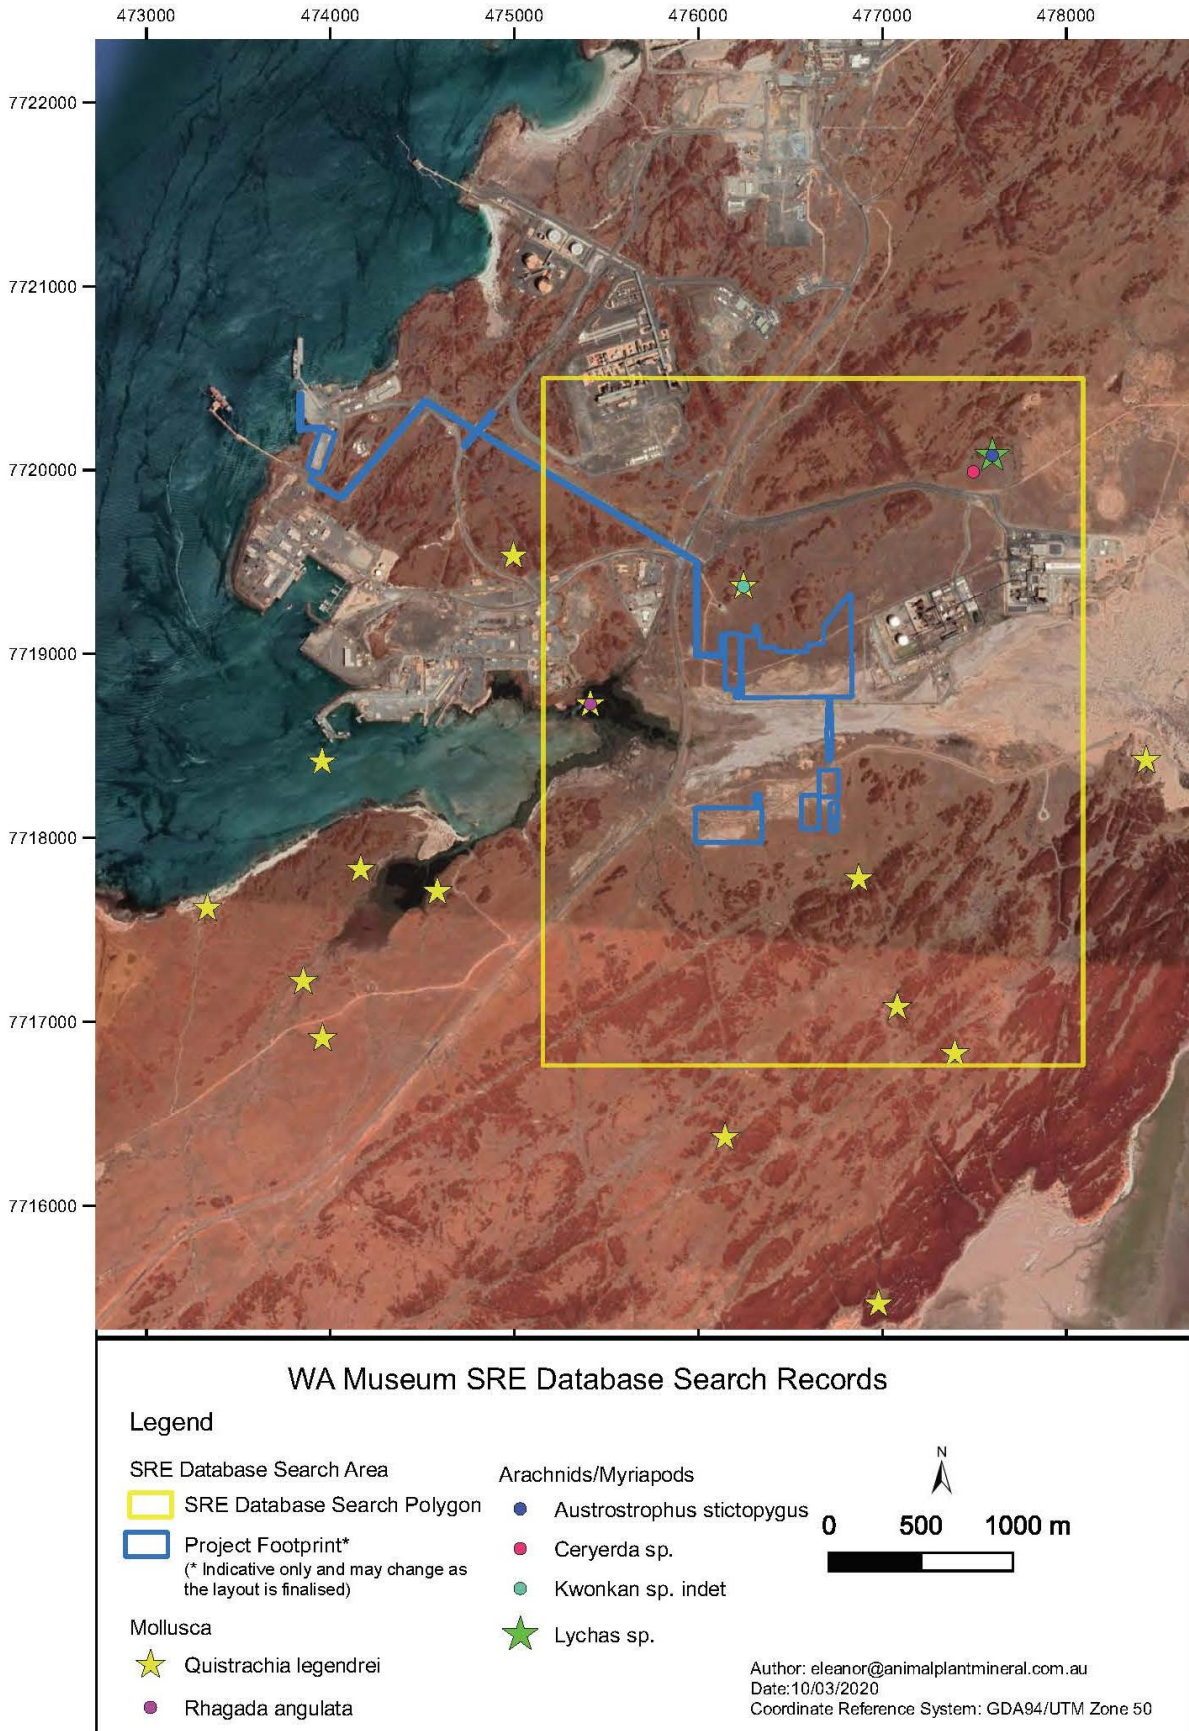 473000 474000 475000 476000 477000 478000
7722000
7721000
7720000
7719000
7718000
7717000
7716000
WA Museum SRE Database Search Records
Legend
SRE Database Search Area
SRE Database Search Polygon
Project Footprint*
(* Indicative only and may change as
the layout is finalised)
Mollusca
Quistrachia legendrei
Rhagada angulata
Arachnids/Myriapods
Austrostrophus stictopygus
Ceryerda sp.
Kwonkan sp. indet
Lychas sp.
N
0 500 1000 m
Author: eleanor@animalplantmineral.com.au
Date:10/03/2020
Coordinate Reference System: GDA94/UTM Zone 50